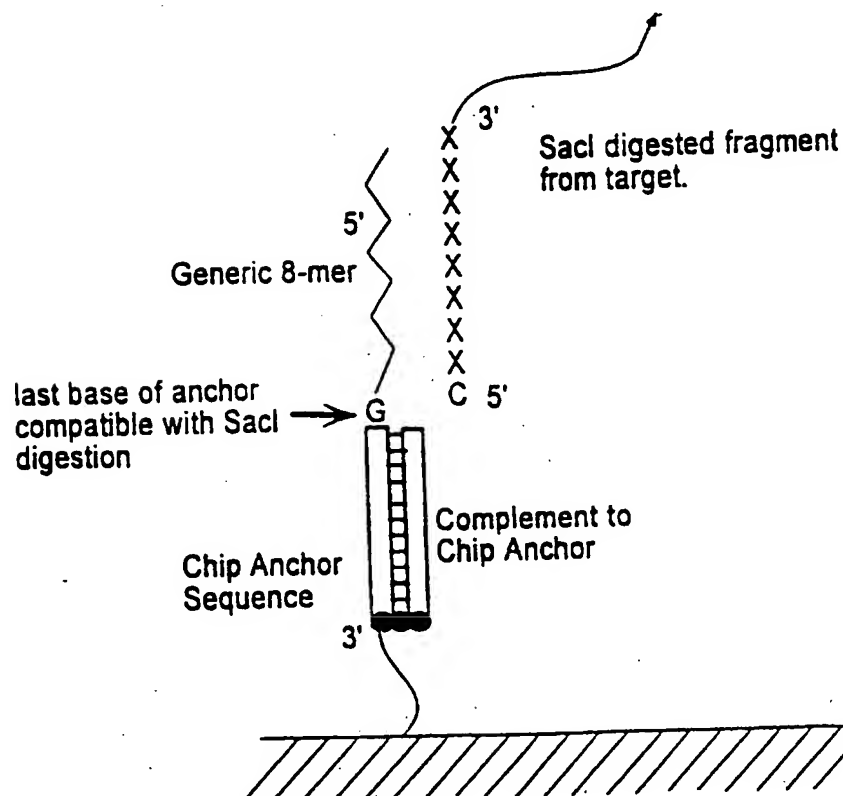 3'
X
SacI digested fragment
from target.
X
X
5'
X
Generic 8-mer
X
X
X
X
last base of anchor
compatible with SacI
digestion
G
C 5'
Complement to
Chip Anchor
Chip Anchor
Sequence
3'